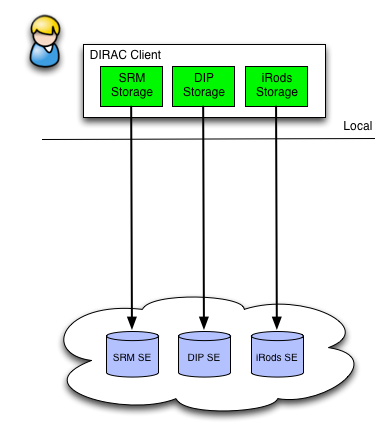 DIRAC Client
SRM
Storage
DIP
Storage
iRods
Storage
Local
SRM SE
DIP SE
iRods SE